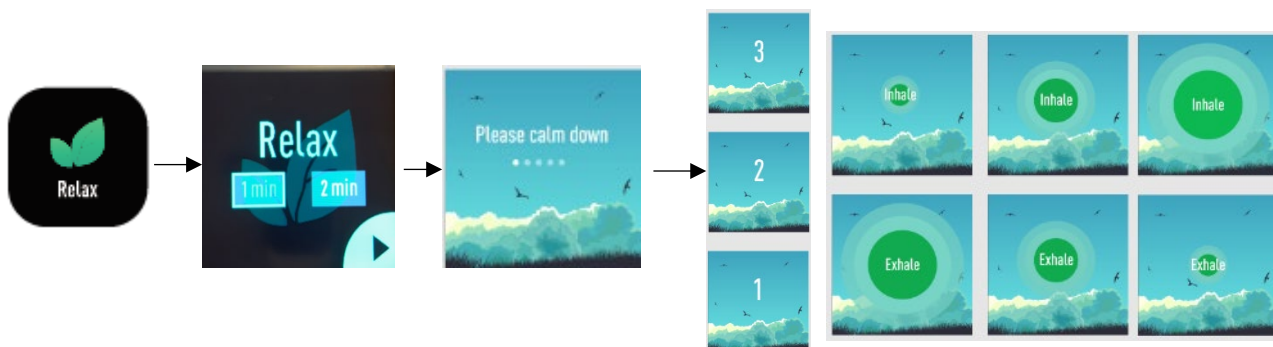 Relax
Relax
1 min 2 min
Please calm down
3
2
1
Inhale Inhale Inhale
Exhale Exhale Exhale